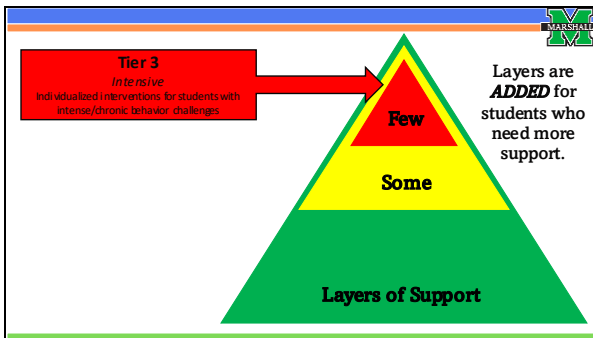 MARSHALL
Tier 3
Intensive
Individualized interventions for students with
intense/chronic behavior challenges
Layers are
ADDED for
students who
need more
support.
Few
Some
Layers of Support